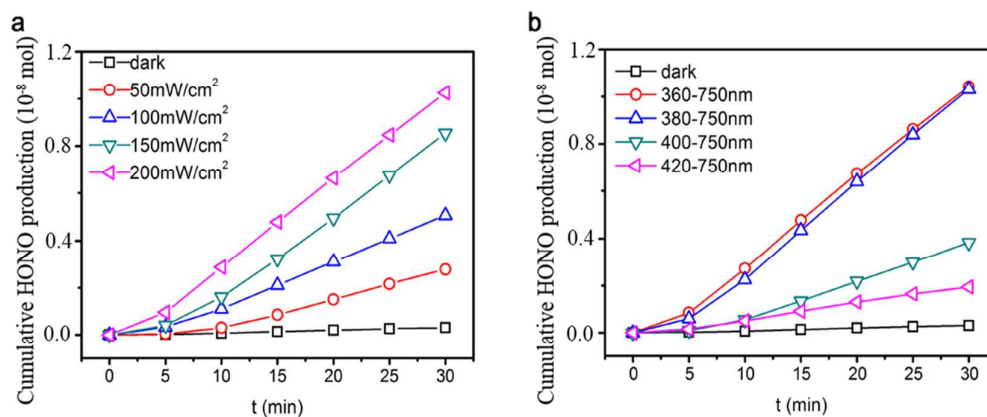 a
Cumulative HONO production (10⁻⁸ mol)
1.2
0.8
0.4
0.0
dark
50mW/cm²
100mW/cm²
150mW/cm²
200mW/cm²
0 5 10 15 20 25 30
t (min)
b
Cumulative HONO production (10⁻⁸ mol)
1.2
0.8
0.4
0.0
dark
360-750nm
380-750nm
400-750nm
420-750nm
0 5 10 15 20 25 30
t (min)